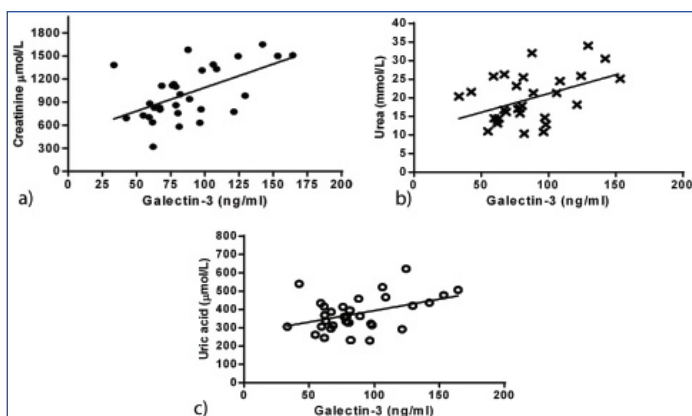 Creatinine μmol/L
1800
1500
1200
900
600
300
0
0 25 50 75 100 125 150 175 200
Galectin-3 (ng/ml)
a)
Urea (mmol/L)
40
35
30
25
20
15
10
5
0
0 50 100 150 200
Galectin-3 (ng/ml)
b)
Uric acid (μmol/L)
800
700
600
500
400
300
200
100
0
0 50 100 150 200
Galectin-3 (ng/ml)
c)